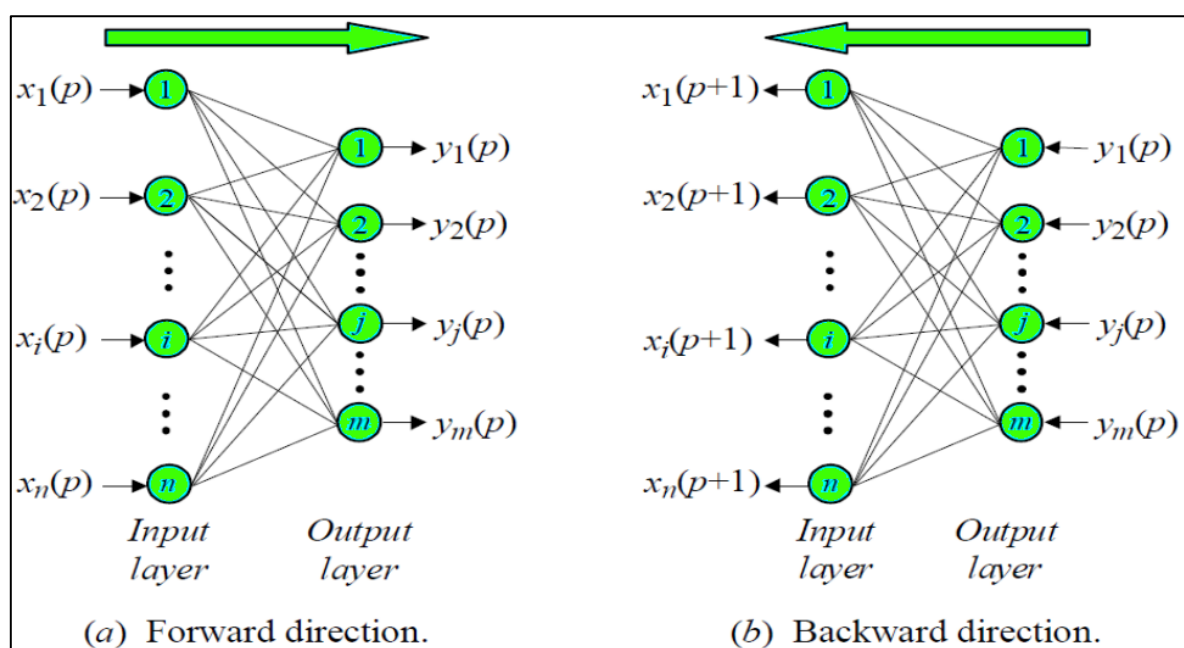 x1(p) 1
1 y1(p)
x2(p) 2
2 y2(p)
xi(p) i
j yj(p)
m ym(p)
xn(p) n
Input layer
Output layer
(a) Forward direction.
x1(p+1) 1
1 y1(p)
x2(p+1) 2
2 y2(p)
xi(p+1) i
j yj(p)
m ym(p)
xn(p+1) n
Input layer
Output layer
(b) Backward direction.